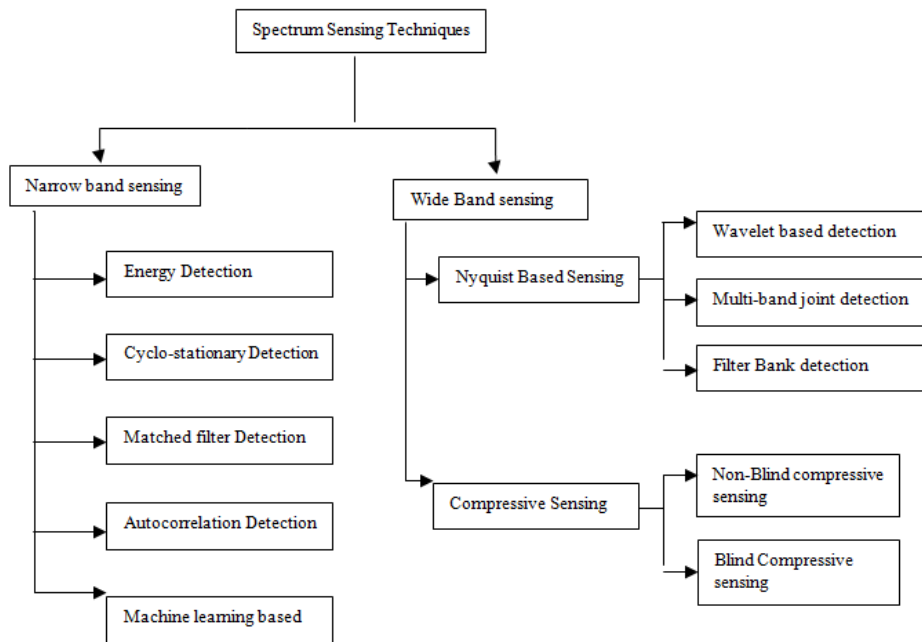 Spectrum Sensing Techniques
Narrow band sensing
Energy Detection
Cyclo-stationary Detection
Matched filter Detection
Autocorrelation Detection
Machine learning based
Wide Band sensing
Nyquist Based Sensing
Wavelet based detection
Multi-band joint detection
Filter Bank detection
Compressive Sensing
Non-Blind compressive
sensing
Blind Compressive
sensing